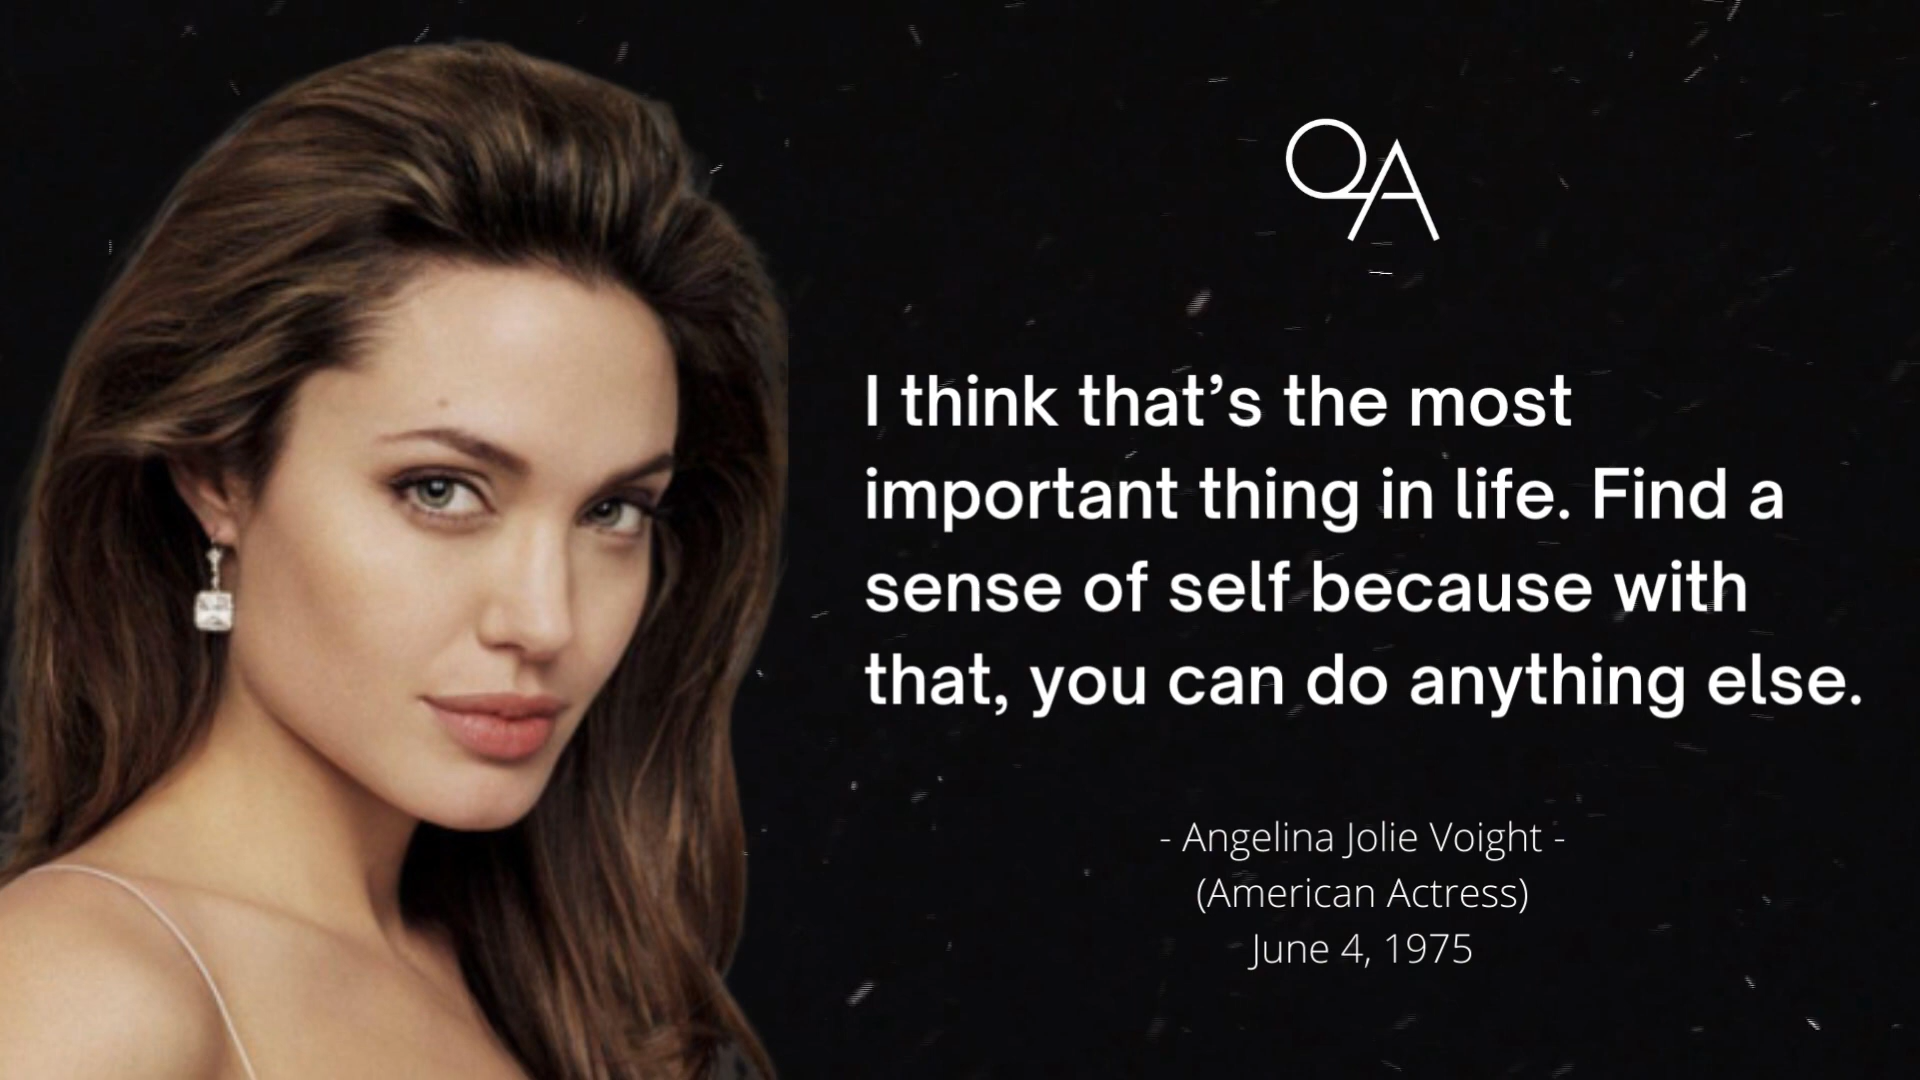 QA
I think that’s the most
important thing in life. Find a
sense of self because with
that, you can do anything else.
- Angelina Jolie Voight -
(American Actress)
June 4, 1975